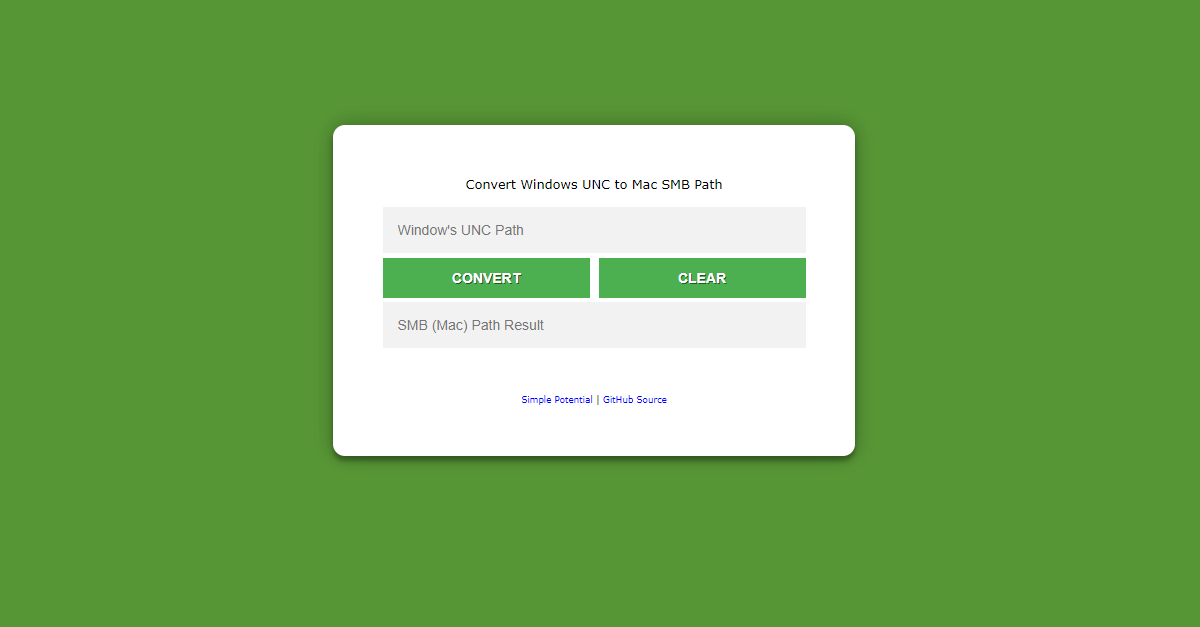 Convert Windows UNC to Mac SMB Path
Window's UNC Path
CONVERT CLEAR
SMB (Mac) Path Result
Simple Potential | GitHub Source